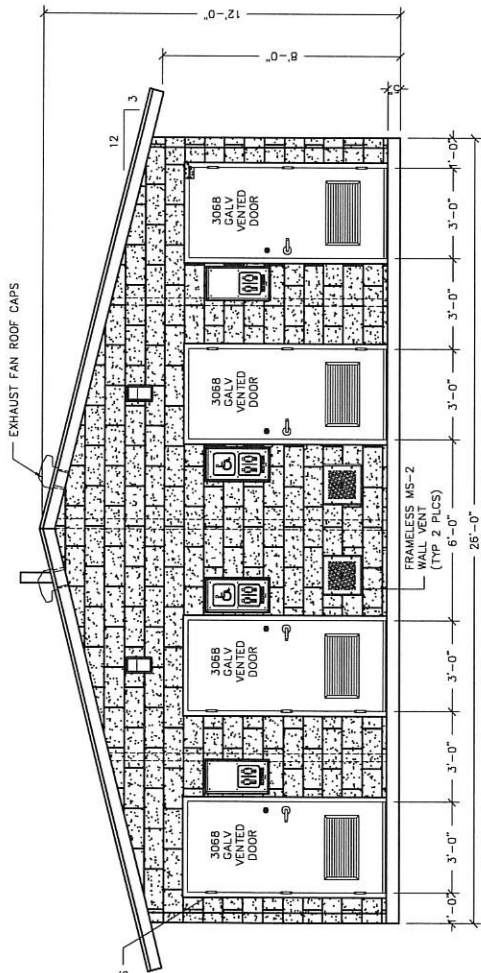 EXHAUST FAN ROOF CAPS
12'-0"
12
3
8'-0"
3068
GALV
VENTED
DOOR
3068
GALV
VENTED
DOOR
3068
GALV
VENTED
DOOR
3068
GALV
VENTED
DOOR
5"
FRAMELESS MS-2
WALL VENT
(TYP 2 PLCS)
1'-0" 3'-0" 3'-0" 3'-0" 6'-0" 3'-0" 3'-0" 3'-0" 1'-0"
26'-0"